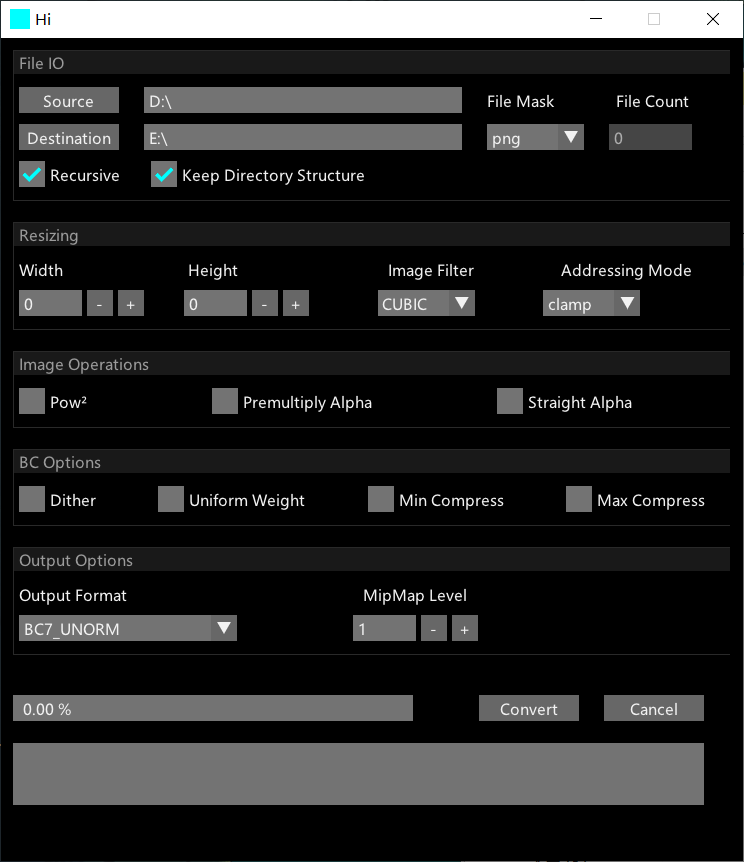 Hi
File IO
Source D:\ File Mask File Count
Destination E:\ png 0
Recursive Keep Directory Structure
Resizing
Width Height Image Filter Addressing Mode
0 - + 0 - + CUBIC clamp
Image Operations
Pow² Premultiply Alpha Straight Alpha
BC Options
Dither Uniform Weight Min Compress Max Compress
Output Options
Output Format MipMap Level
BC7_UNORM 1 - +
0.00 % Convert Cancel